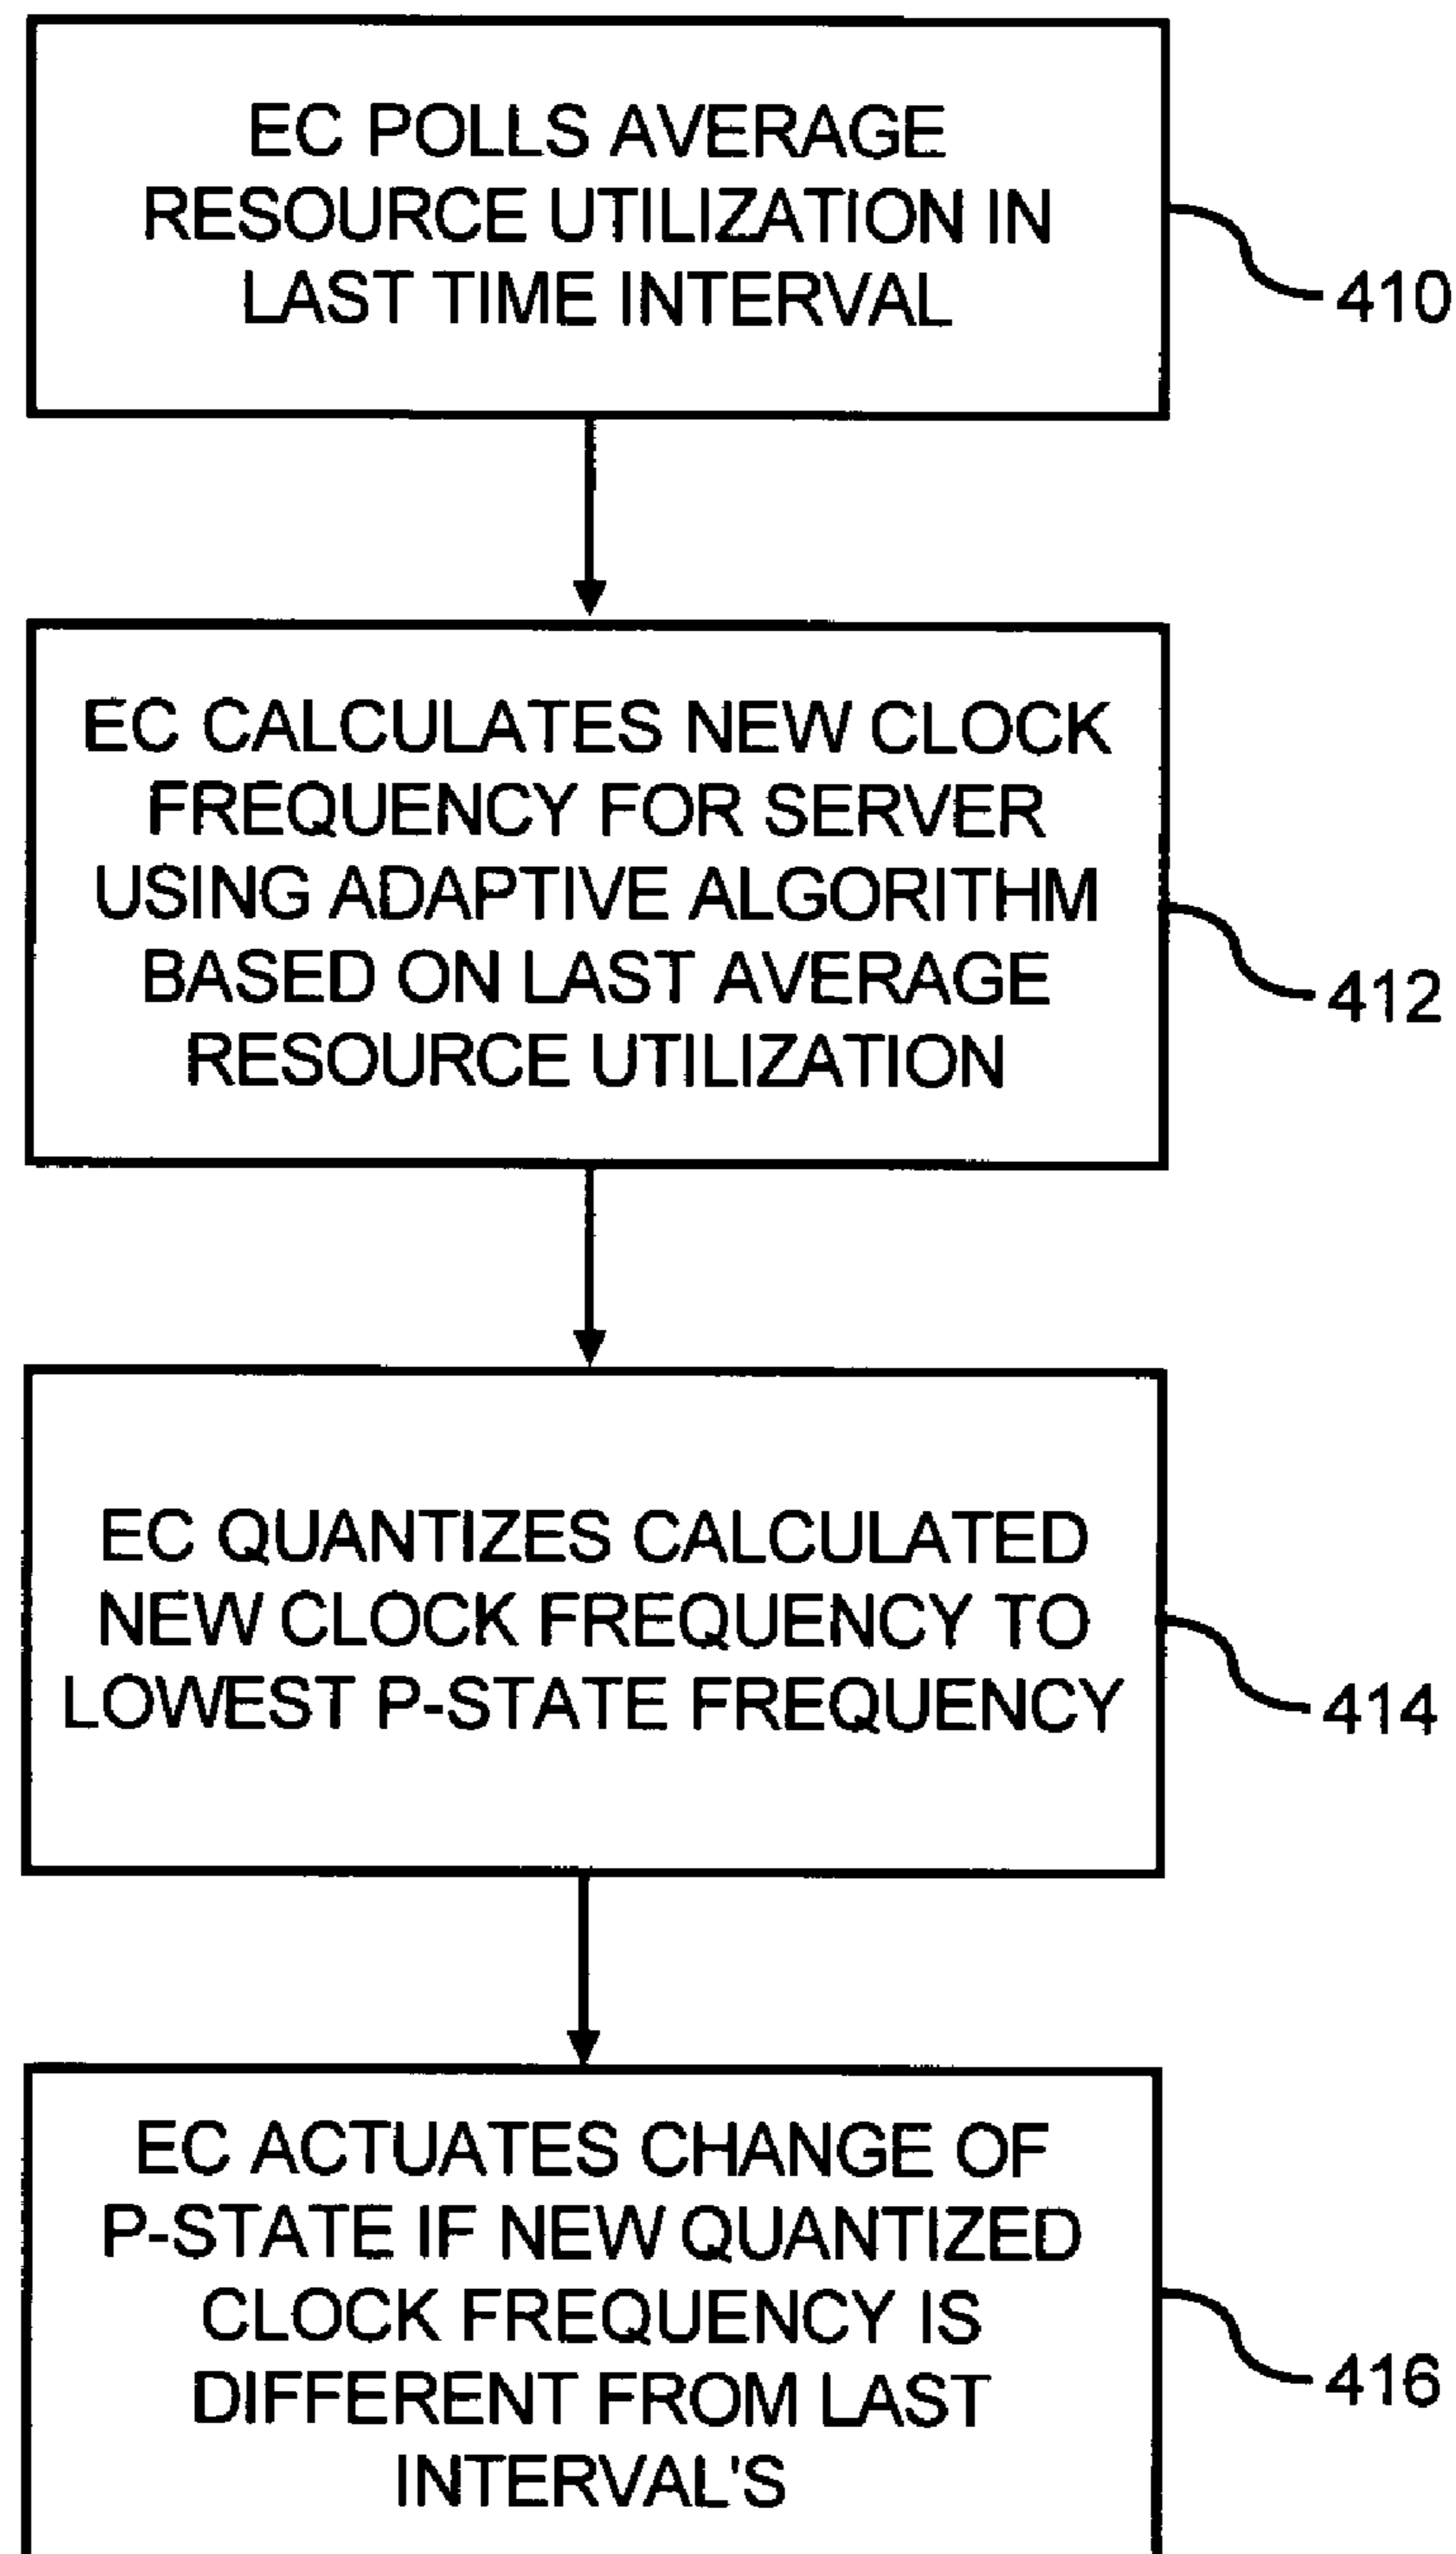 EC POLLS AVERAGE
RESOURCE UTILIZATION IN
LAST TIME INTERVAL
410
EC CALCULATES NEW CLOCK
FREQUENCY FOR SERVER
USING ADAPTIVE ALGORITHM
BASED ON LAST AVERAGE
RESOURCE UTILIZATION
412
EC QUANTIZES CALCULATED
NEW CLOCK FREQUENCY TO
LOWEST P-STATE FREQUENCY
414
EC ACTUATES CHANGE OF
P-STATE IF NEW QUANTIZED
CLOCK FREQUENCY IS
DIFFERENT FROM LAST
INTERVAL'S
416